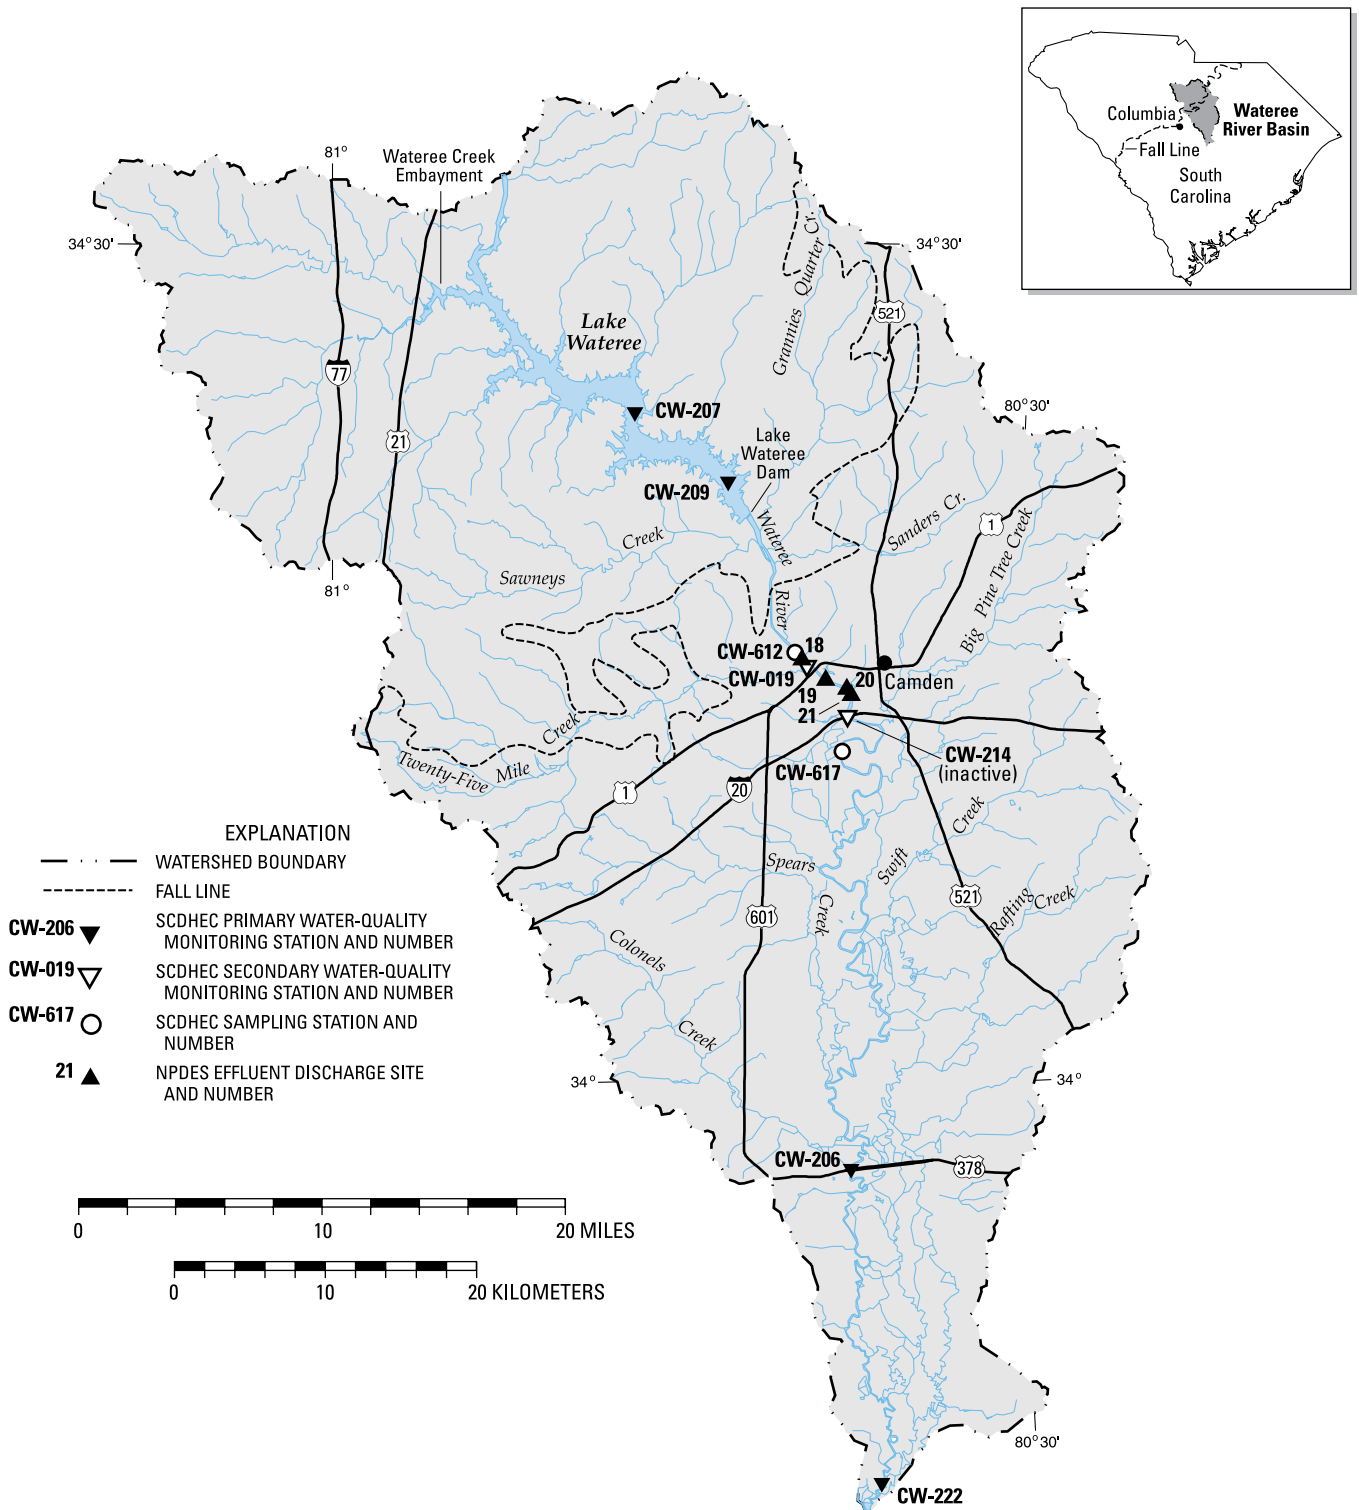 Columbia
Wateree
River Basin
Fall Line
South
Carolina
81°
Wateree Creek
Embayment
34°30'
34°30'
Grannies Quarter Cr.
521
Lake
Wateree
77
21
CW-207
80°30'
Lake
Wateree
Dam
CW-209
Wateree
River
Sanders Cr.
1
Big Pine Tree Creek
Sawneys
Creek
81°
CW-612
18
CW-019
19
20
21
Camden
CW-214
(inactive)
CW-617
Twenty-Five
Mile
Creek
1
20
Spears
Creek
Swift
Creek
601
521
Rafting
Creek
Colonels
Creek
EXPLANATION
WATERSHED BOUNDARY
FALL LINE
CW-206
SCDHEC PRIMARY WATER-QUALITY
MONITORING STATION AND NUMBER
CW-019
SCDHEC SECONDARY WATER-QUALITY
MONITORING STATION AND NUMBER
CW-617
SCDHEC SAMPLING STATION AND
NUMBER
21
NPDES EFFLUENT DISCHARGE SITE
AND NUMBER
34°
34°
CW-206
378
0 10 20 MILES
0 10 20 KILOMETERS
80°30'
CW-222